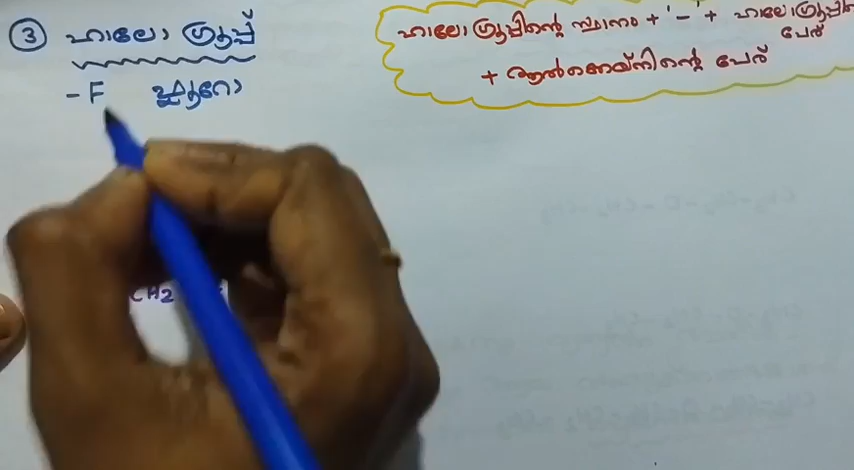 ③ ഹാലോ ഗ്രൂപ്പ്
- F ഫ്ലൂറോ
ഹാലോ ഗ്രൂപ്പിന്റെ സ്ഥാനം + '-' + ഹാലോഗ്രൂപ്പിന്റെ
പേര്
+ ആൽക്കെയ്നിന്റെ പേര്
CH2